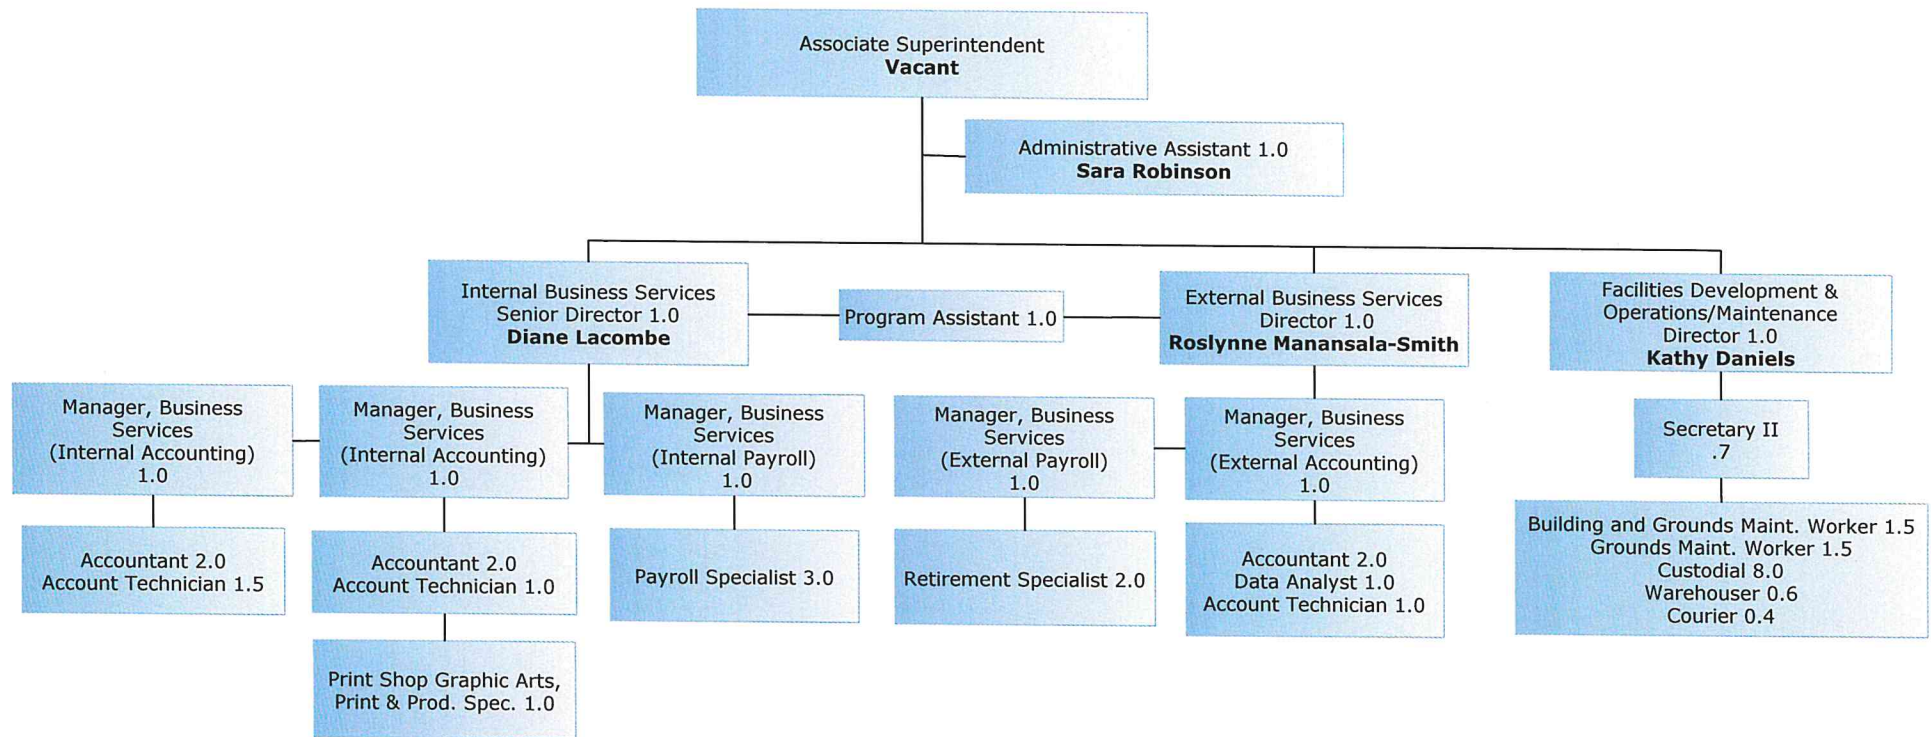 Associate Superintendent
Vacant
Administrative Assistant 1.0
Sara Robinson
Internal Business Services
Senior Director 1.0
Diane Lacombe
Program Assistant 1.0
External Business Services
Director 1.0
Roslynne Manansala-Smith
Facilities Development &
Operations/Maintenance
Director 1.0
Kathy Daniels
Manager, Business
Services
(Internal Accounting)
1.0
Manager, Business
Services
(Internal Accounting)
1.0
Manager, Business
Services
(Internal Payroll)
1.0
Manager, Business
Services
(External Payroll)
1.0
Manager, Business
Services
(External Accounting)
1.0
Secretary II
.7
Accountant 2.0
Account Technician 1.5
Accountant 2.0
Account Technician 1.0
Payroll Specialist 3.0
Retirement Specialist 2.0
Accountant 2.0
Data Analyst 1.0
Account Technician 1.0
Building and Grounds Maint. Worker 1.5
Grounds Maint. Worker 1.5
Custodial 8.0
Warehouser 0.6
Courier 0.4
Print Shop Graphic Arts,
Print & Prod. Spec. 1.0